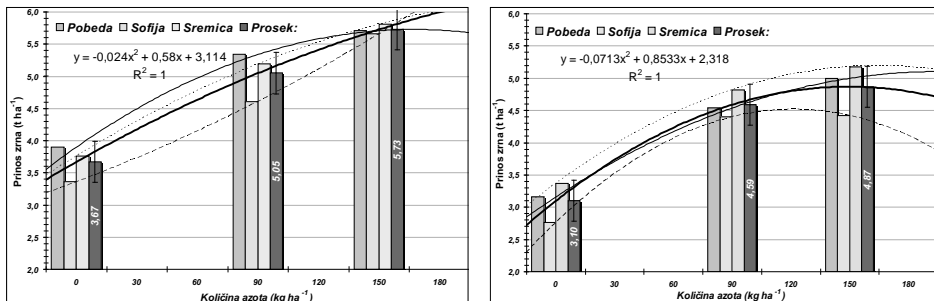 Pobeda Sofija Sremica Prosek:
y = -0,024x² + 0,58x + 3,114
R² = 1
Prinos zrna (t ha⁻¹)
6,0
5,5
5,0
4,5
4,0
3,5
3,0
2,5
2,0
3,67
5,05
5,73
0 30 60 90 120 150 180
Količina azota (kg ha⁻¹)
Pobeda Sofija Sremica Prosek:
y = -0,0713x² + 0,8533x + 2,318
R² = 1
Prinos zrna (t ha⁻¹)
6,0
5,5
5,0
4,5
4,0
3,5
3,0
2,5
2,0
3,10
4,59
4,87
0 30 60 90 120 150 180
Količina azota (kg ha⁻¹)